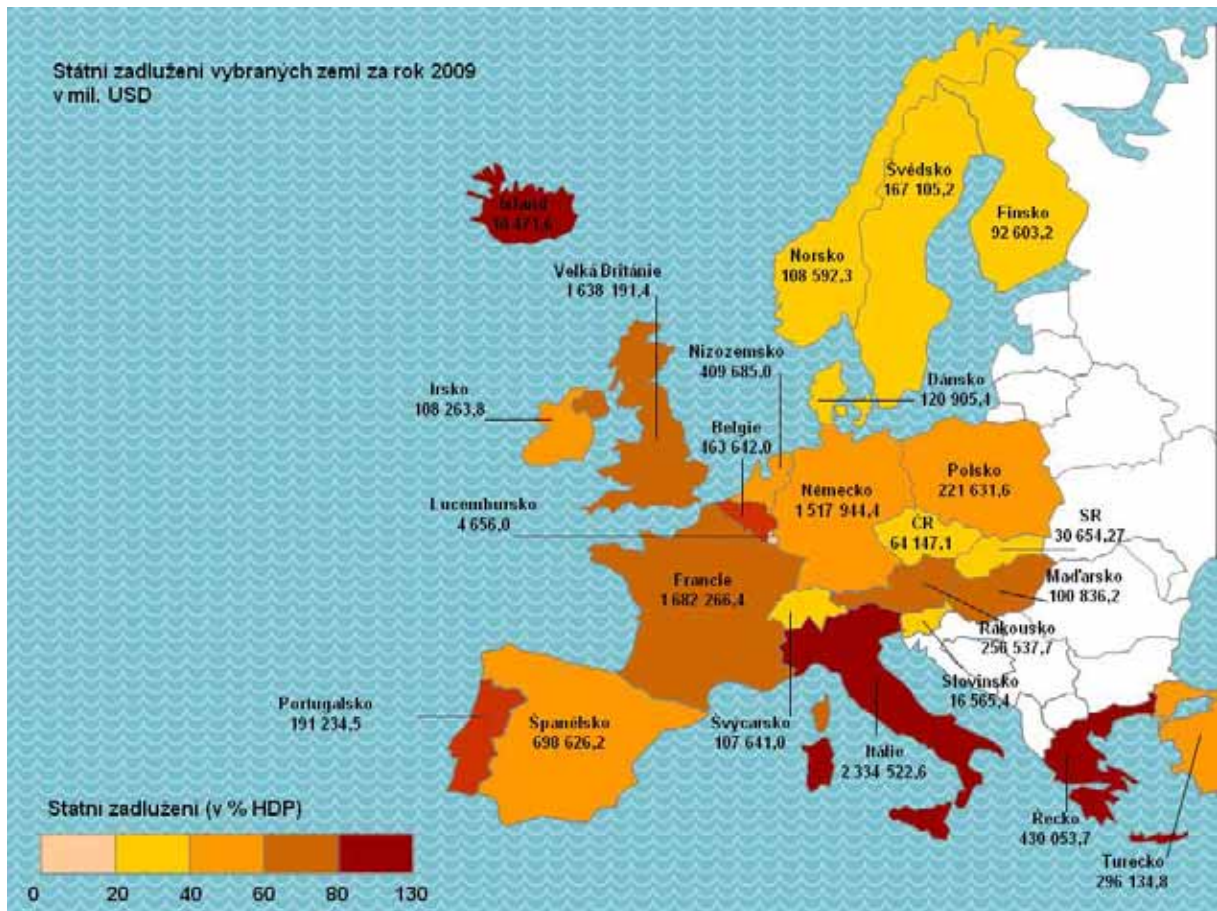 Státní zadlužení vybraných zemí za rok 2009
v mil. USD
Island
10 471,6
Švédsko
167 105,2
Finsko
92 603,2
Norsko
108 592,3
Velká Británie
1 638 191,4
Nizozemsko
409 685,0
Irsko
108 263,8
Dánsko
120 905,4
Belgie
463 642,0
Polsko
221 631,6
Německo
1 517 944,4
Lucembursko
4 656,0
ČR
64 147,1
SR
30 654,27
Maďarsko
100 836,2
Francie
1 682 266,4
Rakousko
256 537,7
Slovinsko
16 565,4
Portugalsko
191 234,5
Španělsko
698 626,2
Švýcarsko
107 641,0
Itálie
2 334 522,6
Řecko
430 053,7
Turecko
296 134,8
Statní zadlužení (v % HDP)
0 20 40 60 80 130